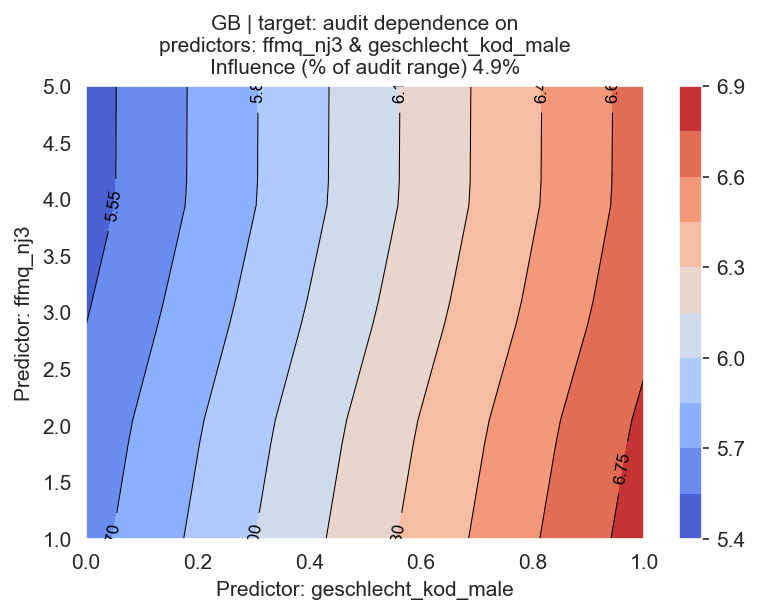 GB | target: audit dependence on
predictors: ffmq_nj3 & geschlecht_kod_male
Influence (% of audit range) 4.9%
5.0
4.5
4.0
3.5
3.0
2.5
2.0
1.5
1.0
Predictor: ffmq_nj3
5.55
6.75
0.0 0.2 0.4 0.6 0.8 1.0
Predictor: geschlecht_kod_male
6.9
6.6
6.3
6.0
5.7
5.4